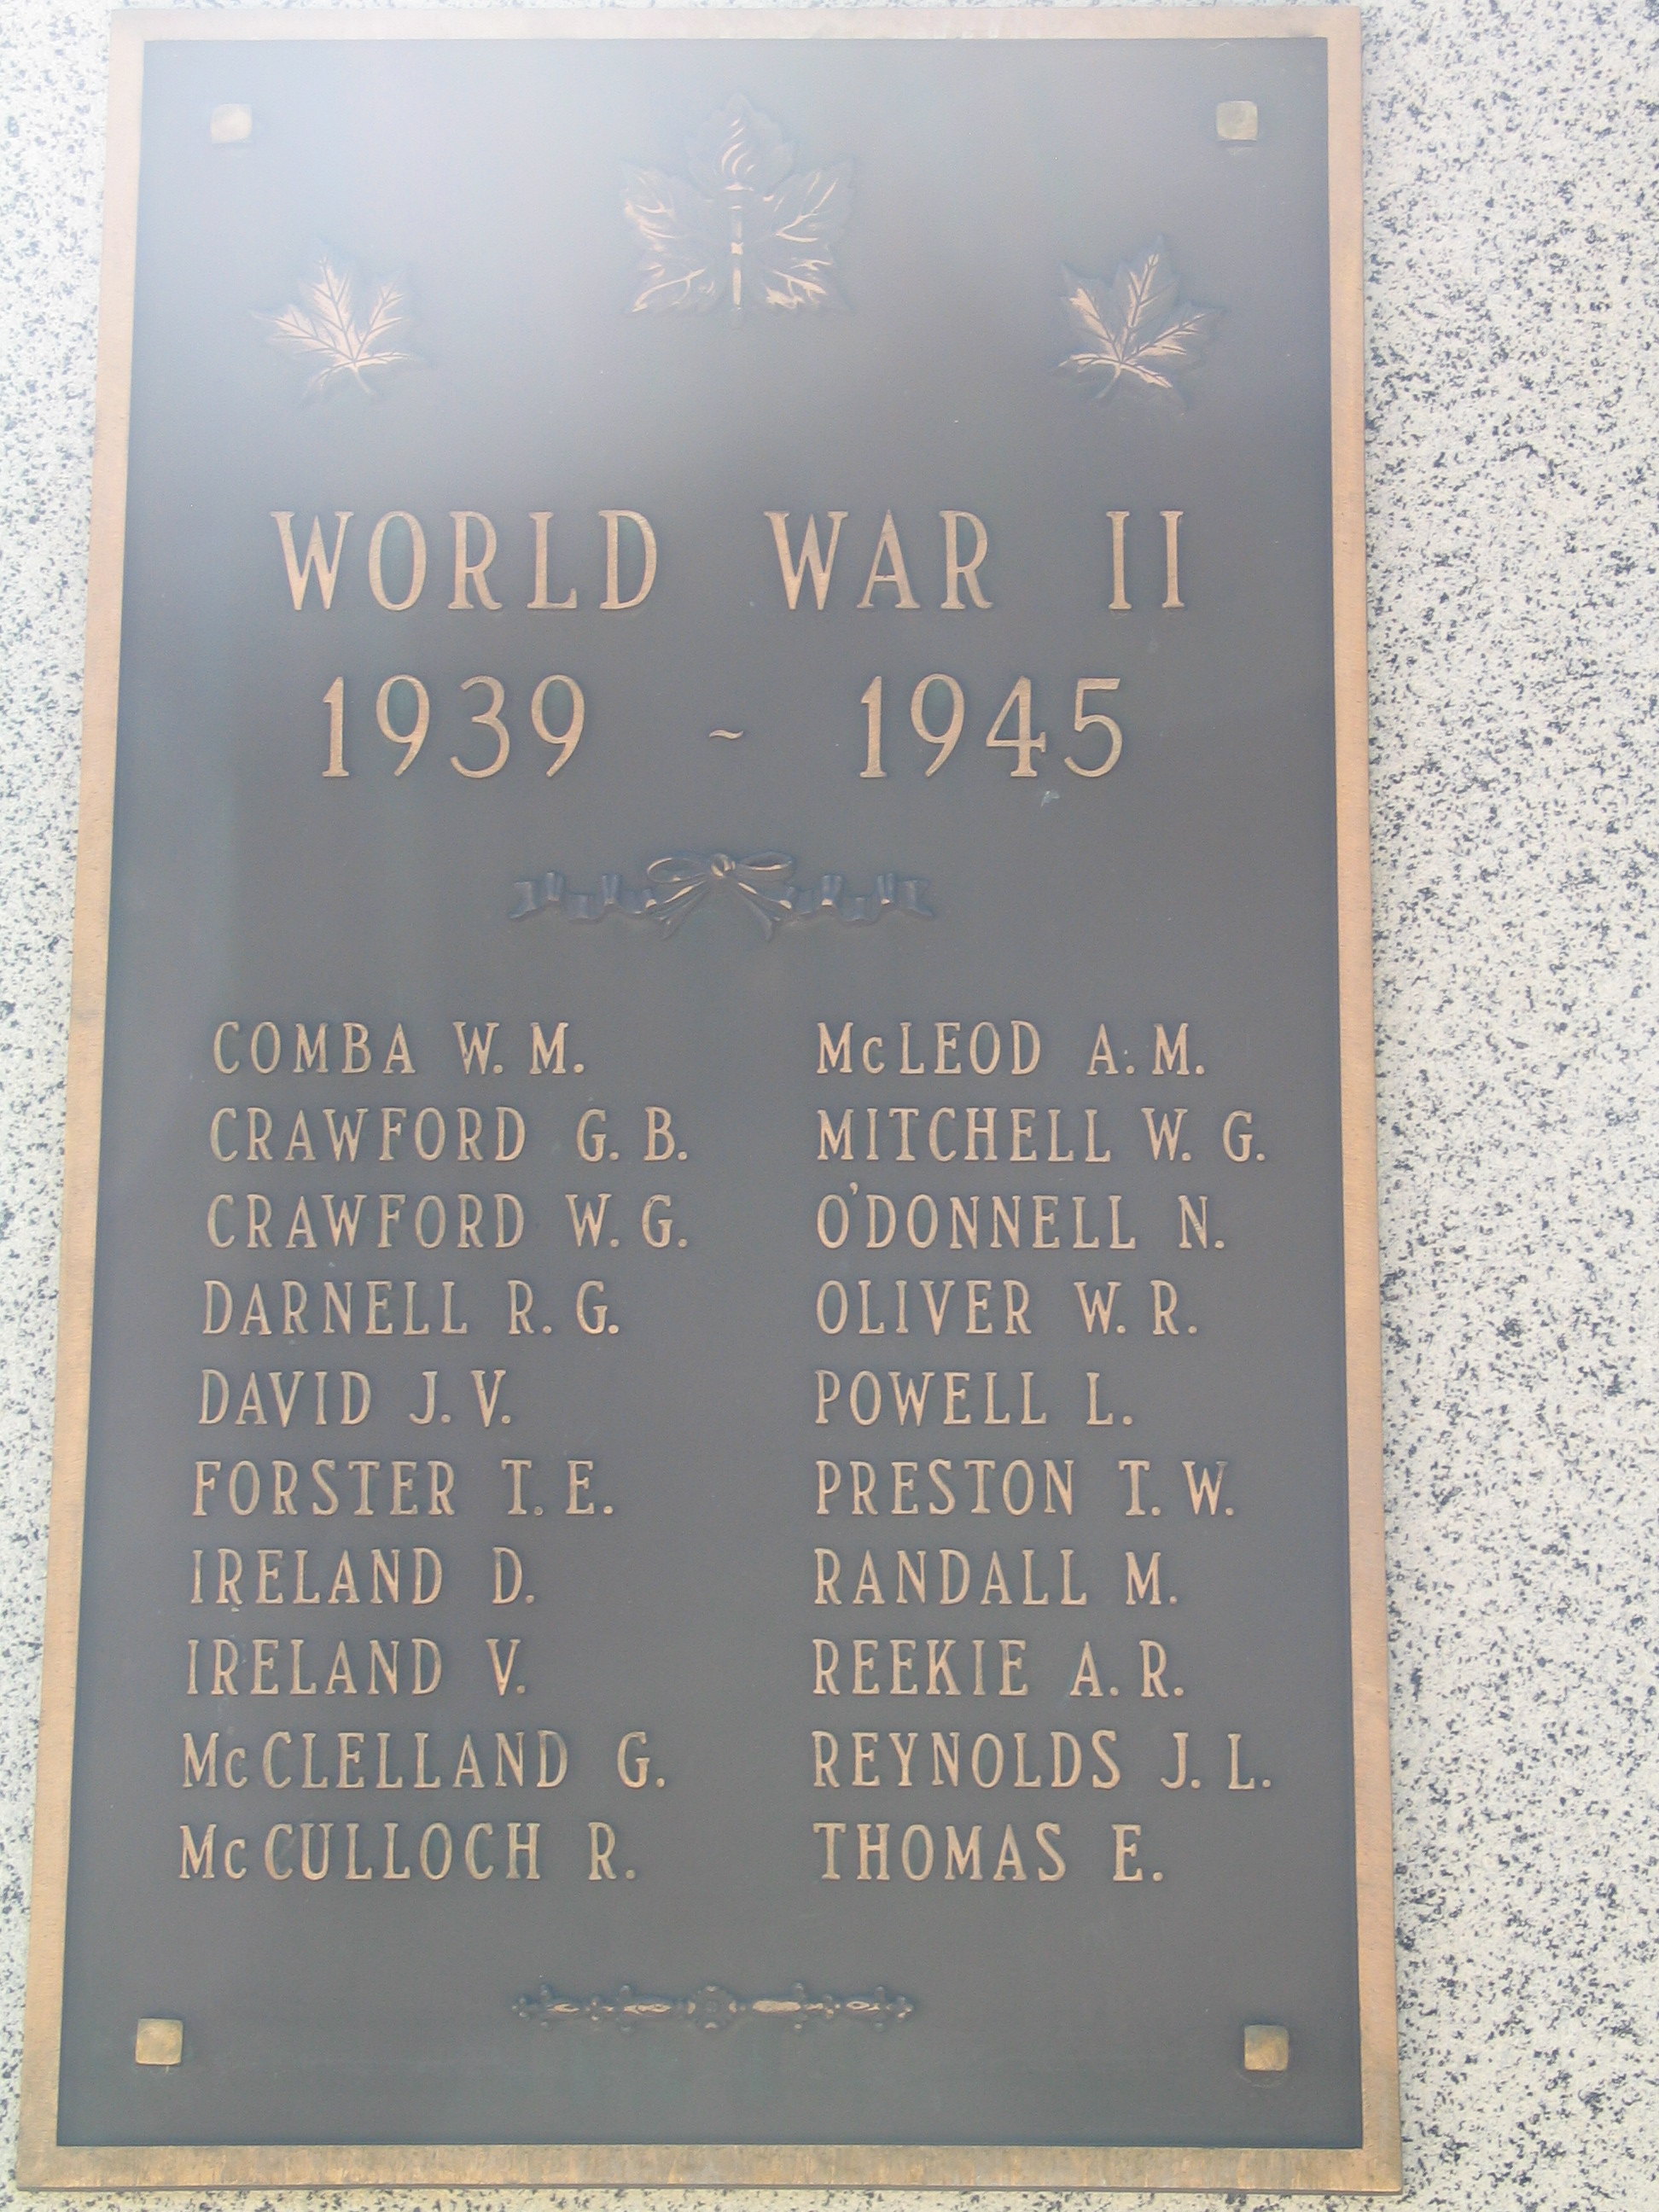 WORLD WAR II
1939 ~ 1945
COMBA W. M.
CRAWFORD G. B.
CRAWFORD W. G.
DARNELL R. G.
DAVID J. V.
FORSTER T. E.
IRELAND D.
IRELAND V.
McCLELLAND G.
McCULLOCH R.
McLEOD A. M.
MITCHELL W. G.
O'DONNELL N.
OLIVER W. R.
POWELL L.
PRESTON T. W.
RANDALL M.
REEKIE A. R.
REYNOLDS J. L.
THOMAS E.